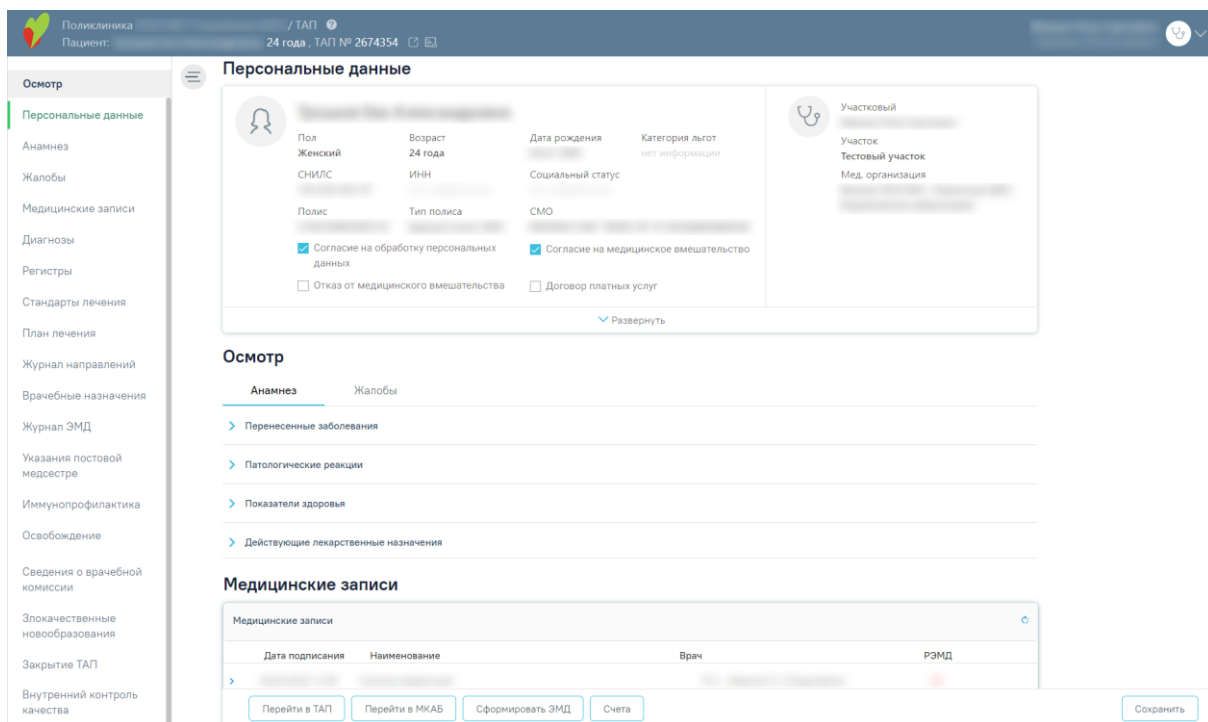 Поликлиника / ТАП
Пациент: 24 года , ТАП № 2674354
Осмотр
Персональные данные
Анамнез
Жалобы
Медицинские записи
Диагнозы
Регистры
Стандарты лечения
План лечения
Журнал направлений
Врачебные назначения
Журнал ЭМД
Указания постовой
медсестре
Иммунопрофилактика
Освобождение
Сведения о врачебной
комиссии
Злокачественные
новообразования
Закрытие ТАП
Внутренний контроль
качества
Персональные данные
Пол Возраст Дата рождения Категория льгот
Женский 24 года нет информации
СНИЛС ИНН Социальный статус
Полис Тип полиса СМО
Согласие на обработку персональных
данных
Согласие на медицинское вмешательство
Отказ от медицинского вмешательства
Договор платных услуг
Участковый
Участок
Тестовый участок
Мед. организация
Развернуть
Осмотр
Анамнез Жалобы
Перенесенные заболевания
Патологические реакции
Показатели здоровья
Действующие лекарственные назначения
Медицинские записи
Медицинские записи
Дата подписания Наименование Врач РЭМД
Перейти в ТАП Перейти в МКАБ Сформировать ЭМД Счета Сохранить